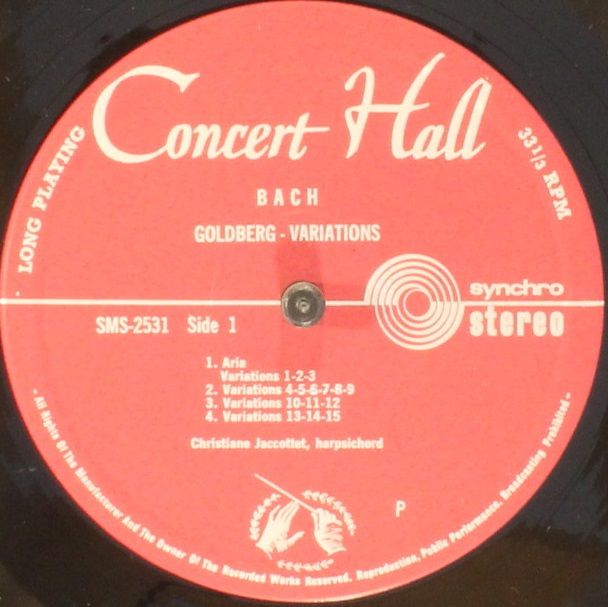 Concert Hall
LONG PLAYING
33 1/3 RPM
BACH
GOLDBERG - VARIATIONS
synchro
stereo
SMS-2531 Side 1
1. Aria
Variations 1-2-3
2. Variations 4-5-6-7-8-9
3. Variations 10-11-12
4. Variations 13-14-15
Christiane Jaccottet, harpsichord
P
- All Rights Of The Manufacturer And The Owner Of The Recorded Works Reserved. Reproduction, Public Performance, Broadcasting Prohibited -